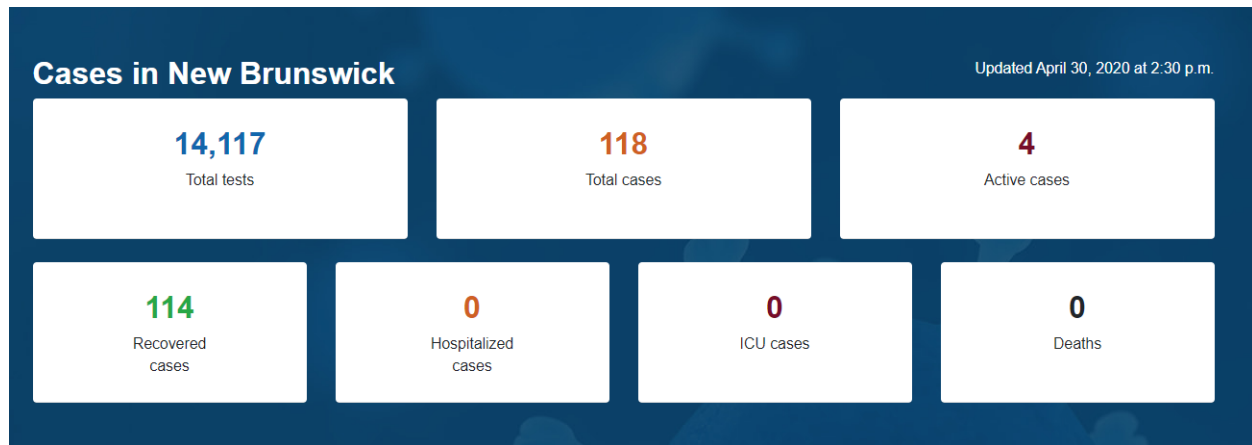 Cases in New Brunswick
Updated April 30, 2020 at 2:30 p.m.
14,117
Total tests
118
Total cases
4
Active cases
114
Recovered
cases
0
Hospitalized
cases
0
ICU cases
0
Deaths